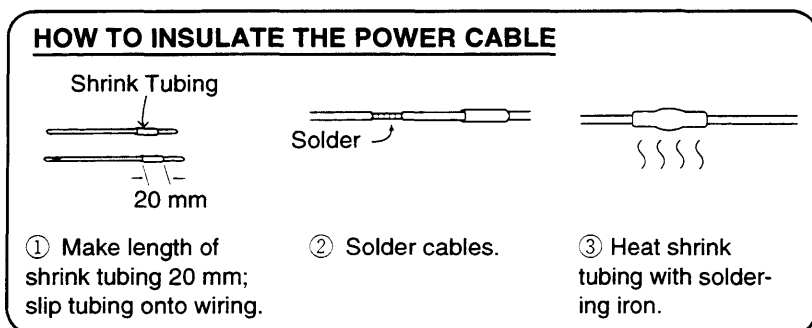 HOW TO INSULATE THE POWER CABLE
Shrink Tubing
20 mm
Solder
① Make length of
shrink tubing 20 mm;
slip tubing onto wiring.
② Solder cables.
③ Heat shrink
tubing with solder-
ing iron.